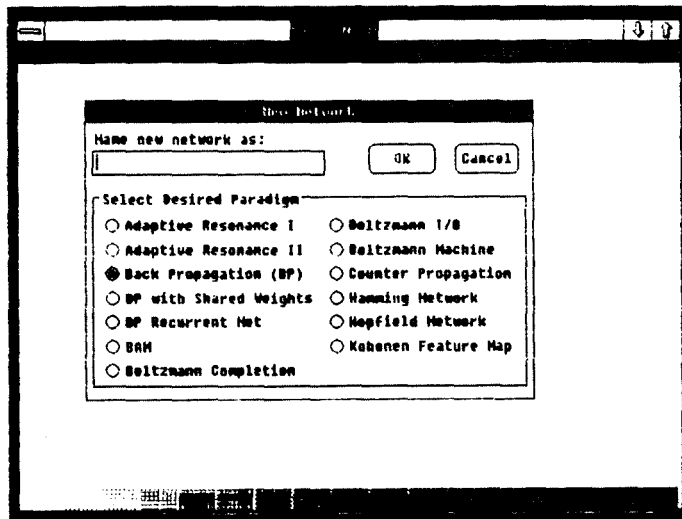 New Network
Name new network as:
OK
Cancel
Select Desired Paradigm
Adaptive Resonance I
Adaptive Resonance II
Back Propagation (BP)
BP with Shared Weights
BP Recurrent Net
BAM
Boltzmann Completion
Boltzmann I/O
Boltzmann Machine
Counter Propagation
Hamming Network
Hopfield Network
Kohonen Feature Map